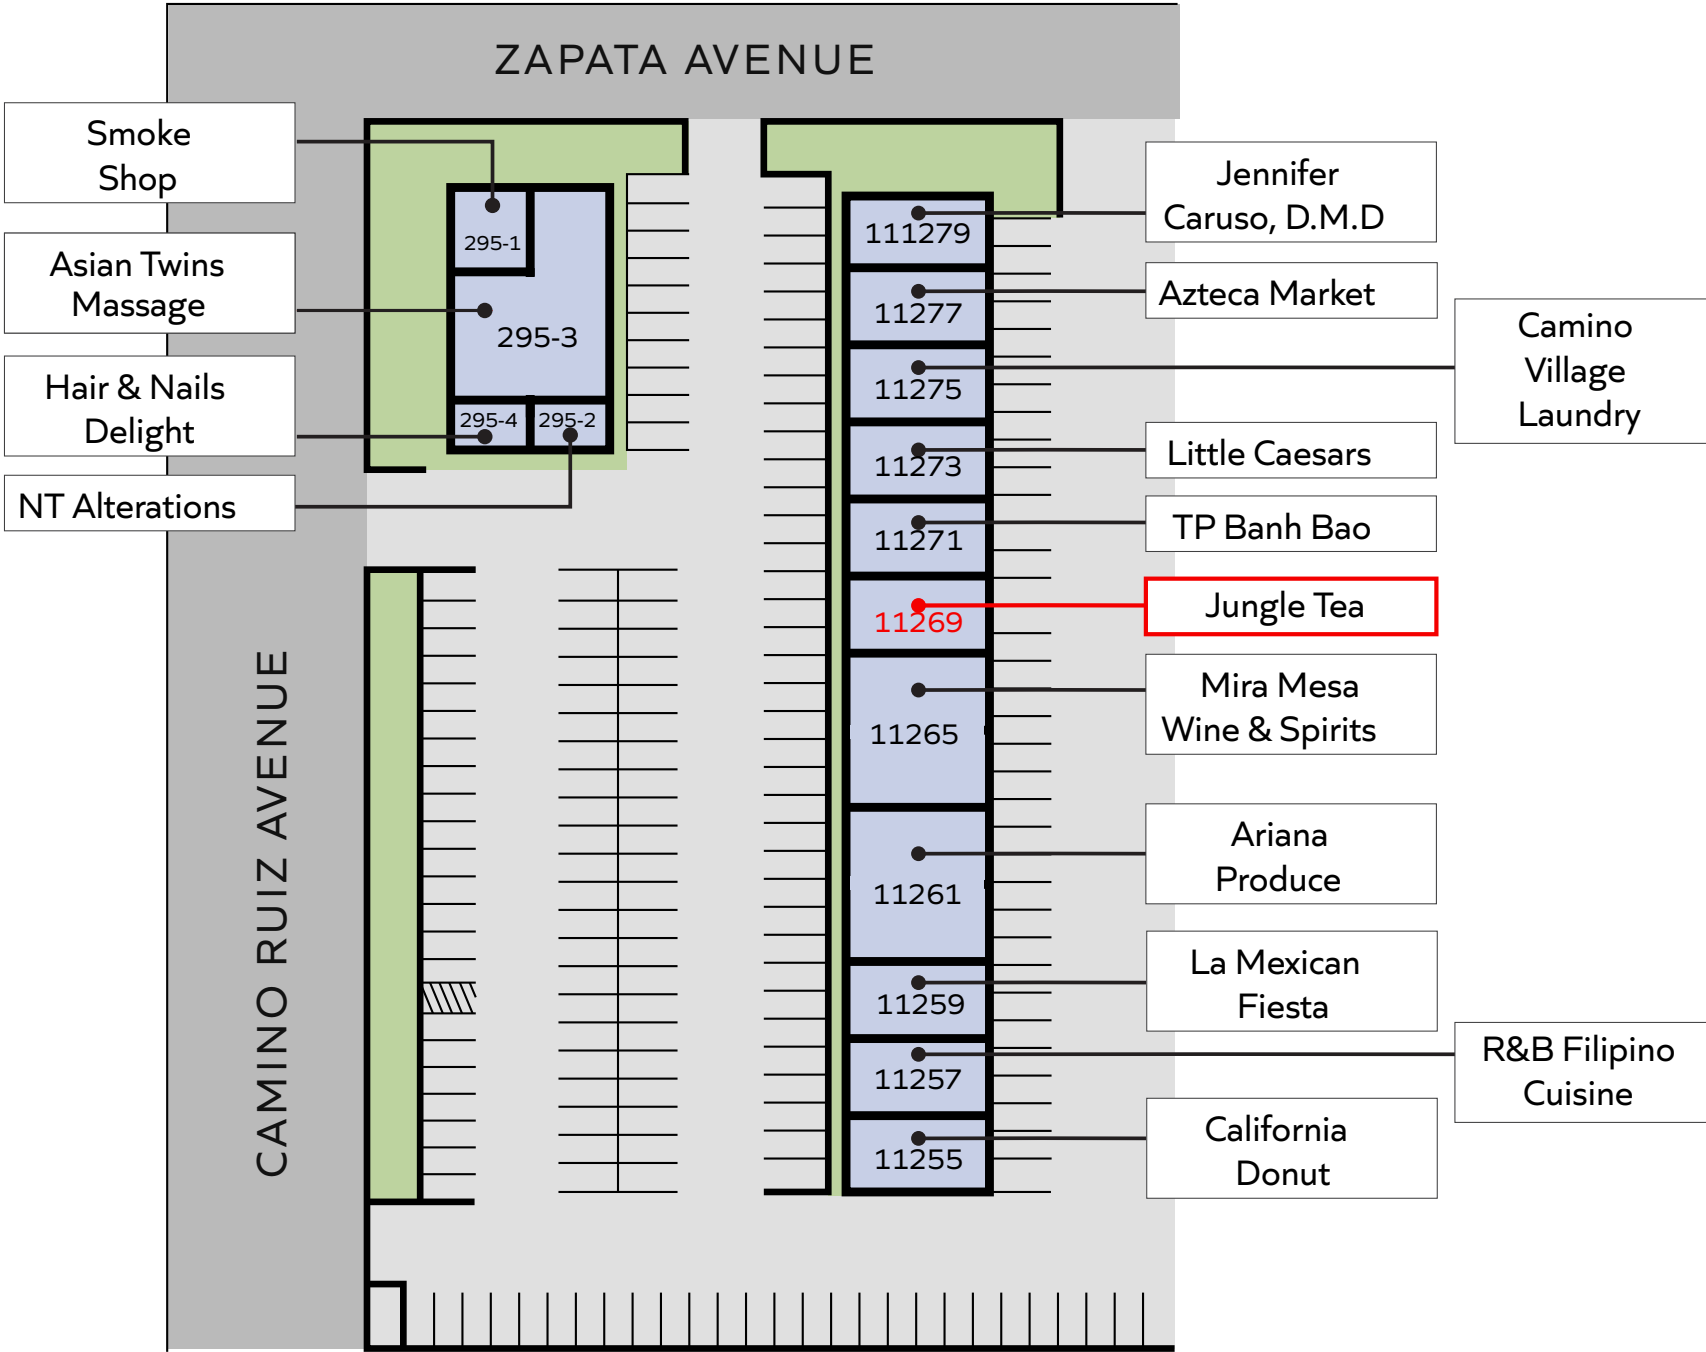 ZAPATA AVENUE
CAMINO RUIZ AVENUE
Smoke
Shop
Asian Twins
Massage
Hair & Nails
Delight
NT Alterations
295-1
295-3
295-4
295-2
111279
11277
11275
11273
11271
11269
11265
11261
11259
11257
11255
Jennifer
Caruso, D.M.D
Azteca Market
Camino
Village
Laundry
Little Caesars
TP Banh Bao
Jungle Tea
Mira Mesa
Wine & Spirits
Ariana
Produce
La Mexican
Fiesta
R&B Filipino
Cuisine
California
Donut